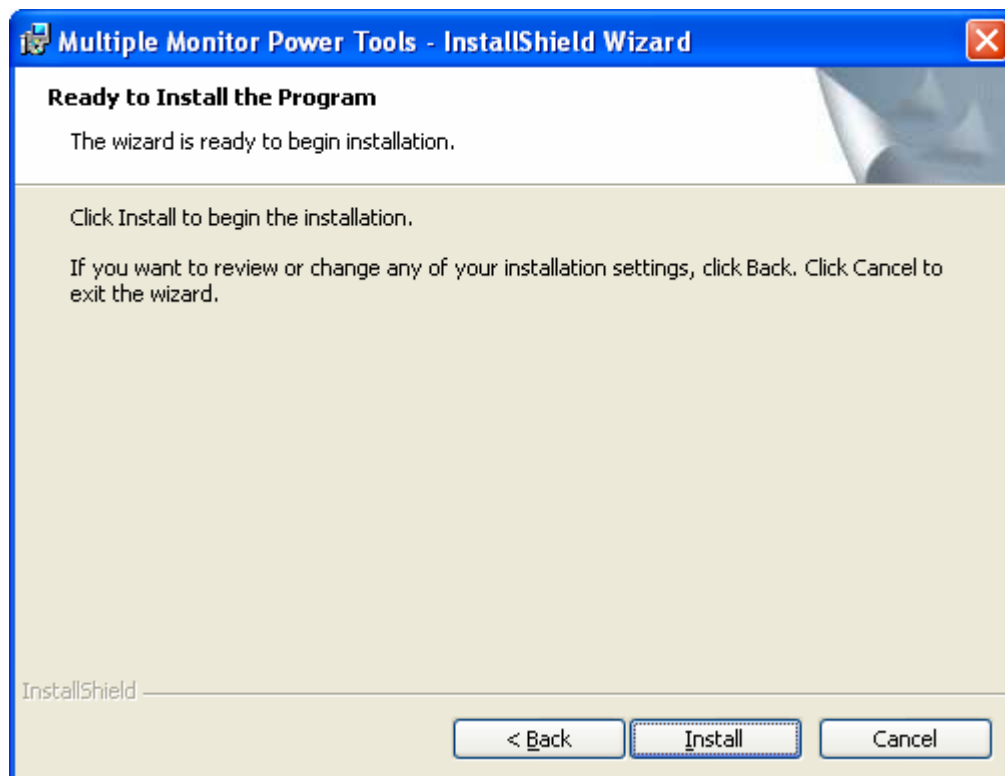 Multiple Monitor Power Tools - InstallShield Wizard
Ready to Install the Program
The wizard is ready to begin installation.
Click Install to begin the installation.
If you want to review or change any of your installation settings, click Back. Click Cancel to
exit the wizard.
InstallShield
< Back
Install
Cancel